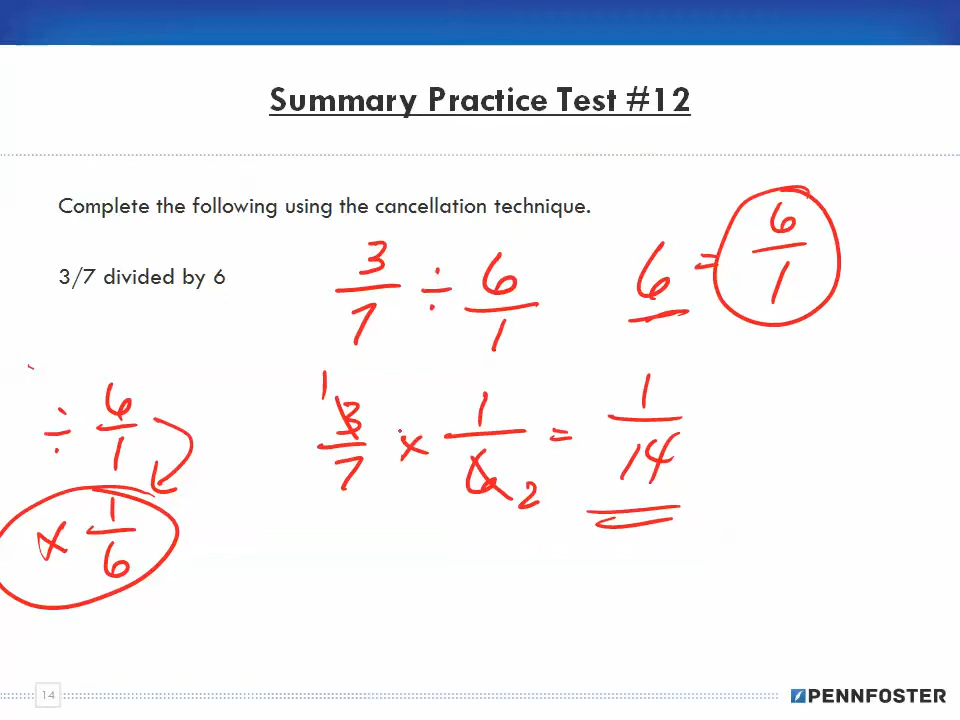 Summary Practice Test #12
Complete the following using the cancellation technique.
3/7 divided by 6
3/7 ÷ 6/1
6 = 6/1
÷ 6/1
× 1/6
1 3/7 × 1/6 2 = 1/14
14
PENNFOSTER